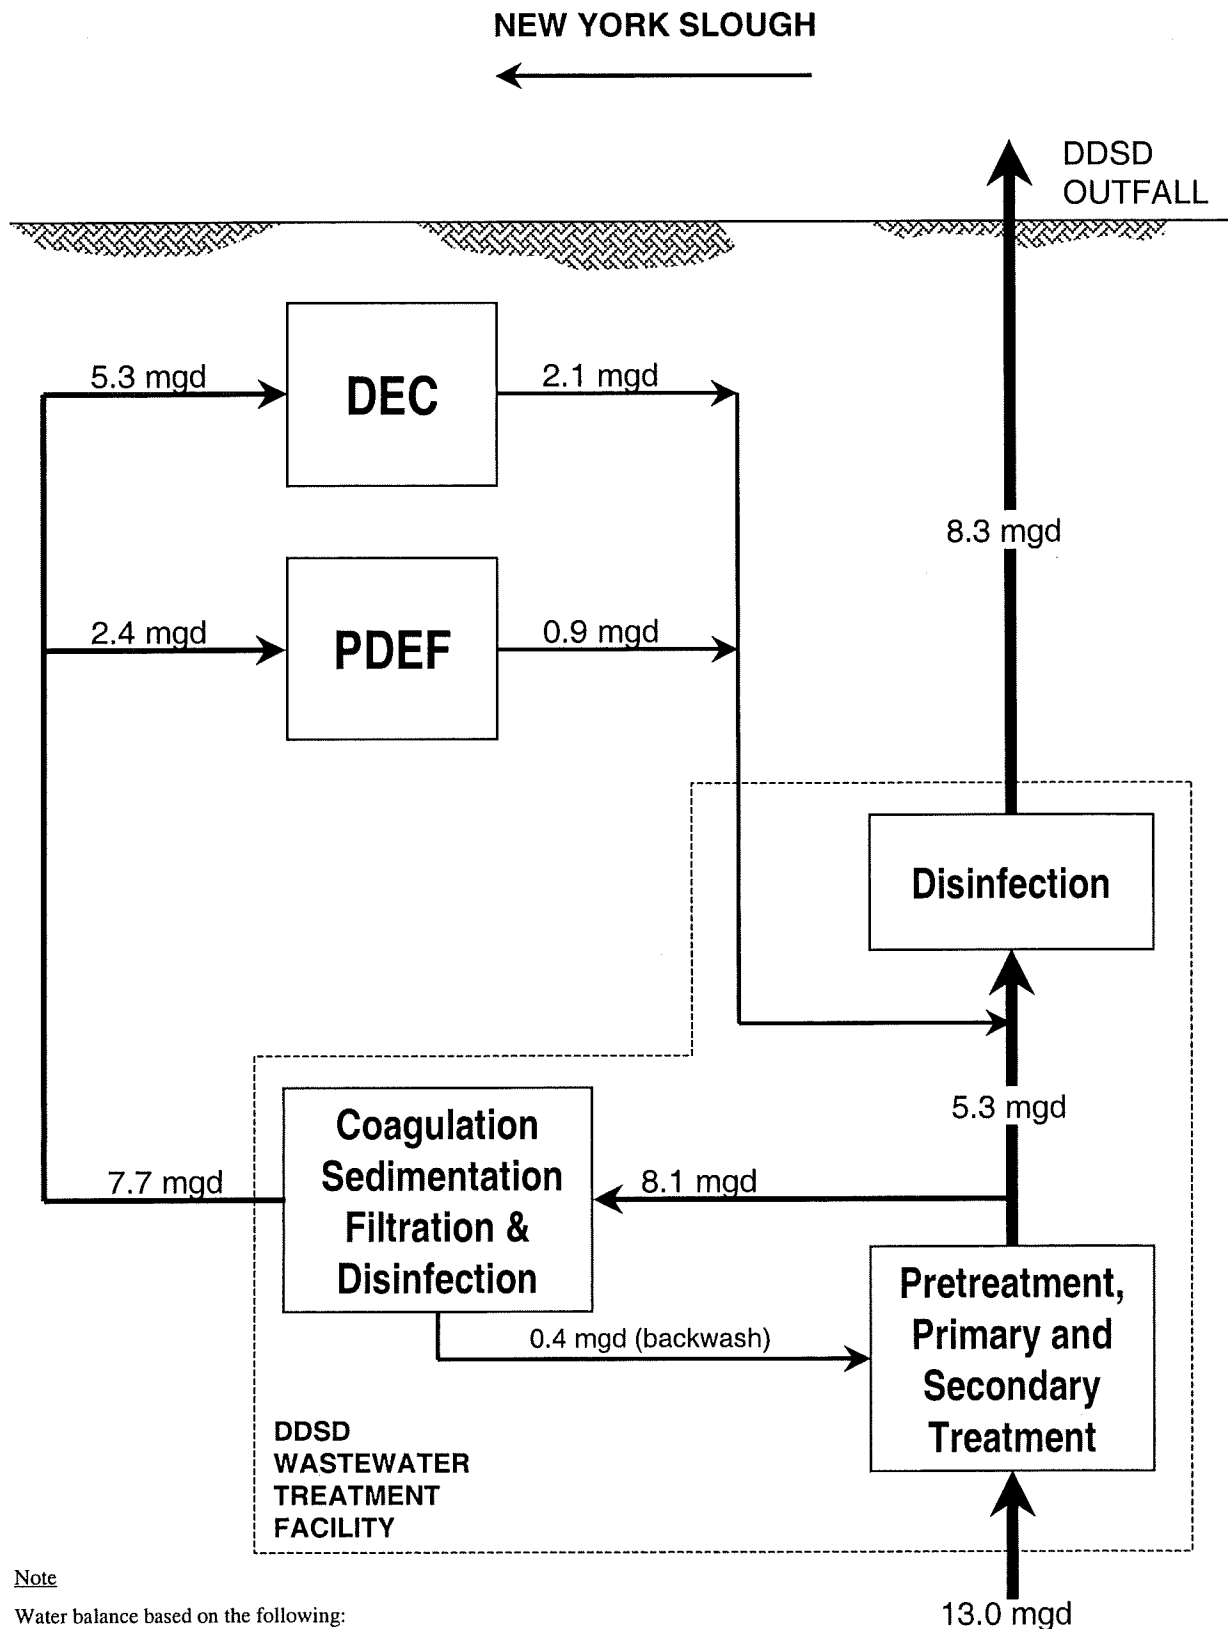 NEW YORK SLOUGH
DDSD
OUTFALL
5.3 mgd
DEC
2.1 mgd
8.3 mgd
2.4 mgd
PDEF
0.9 mgd
Disinfection
5.3 mgd
Coagulation
Sedimentation
Filtration &
Disinfection
7.7 mgd
8.1 mgd
Pretreatment,
Primary and
Secondary
Treatment
0.4 mgd (backwash)
DDSD
WASTEWATER
TREATMENT
FACILITY
13.0 mgd
Note
Water balance based on the following: